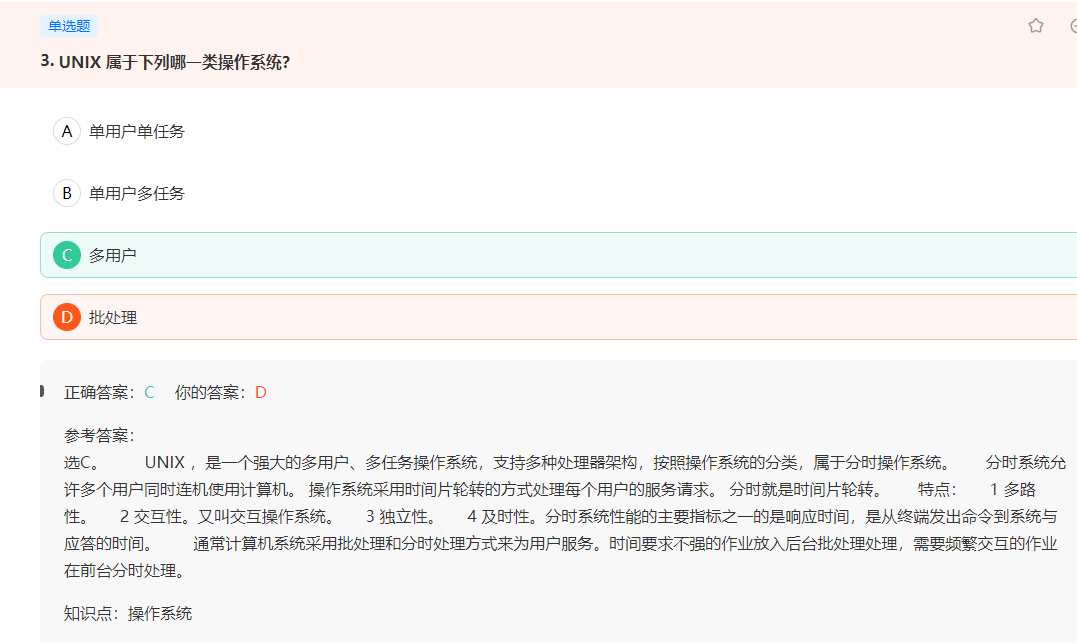 单选题
3. UNIX 属于下列哪一类操作系统?
A 单用户单任务
B 单用户多任务
C 多用户
D 批处理
正确答案： C 你的答案： D
参考答案：
选C。 UNIX ，是一个强大的多用户、多任务操作系统，支持多种处理器架构，按照操作系统的分类，属于分时操作系统。 分时系统允
许多个用户同时连机使用计算机。 操作系统采用时间片轮转的方式处理每个用户的服务请求。 分时就是时间片轮转。 特点： 1 多路
性。 2 交互性。又叫交互操作系统。 3 独立性。 4 及时性。分时系统性能的主要指标之一的是响应时间，是从终端发出命令到系统与
应答的时间。 通常计算机系统采用批处理和分时处理方式来为用户服务。时间要求不强的作业放入后台批处理处理，需要频繁交互的作业
在前台分时处理。
知识点：操作系统